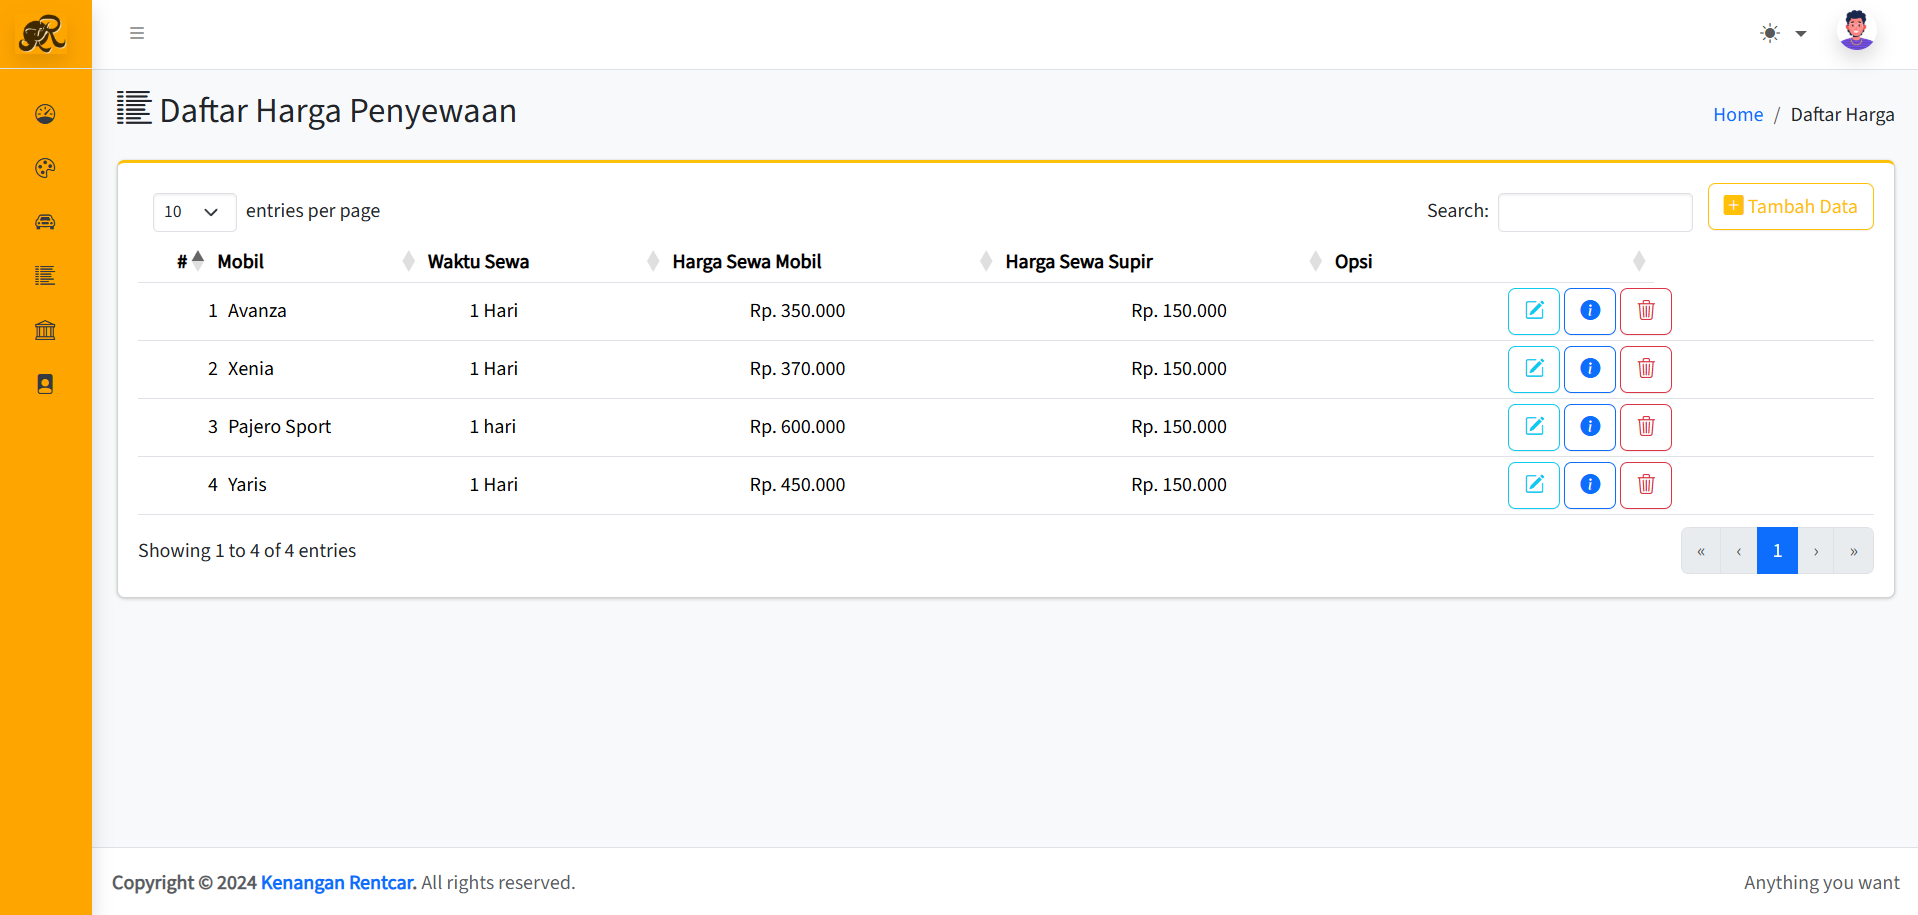 Daftar Harga Penyewaan
Home / Daftar Harga
10 entries per page Search: Tambah Data
# Mobil Waktu Sewa Harga Sewa Mobil Harga Sewa Supir Opsi
1 Avanza 1 Hari Rp. 350.000 Rp. 150.000
2 Xenia 1 Hari Rp. 370.000 Rp. 150.000
3 Pajero Sport 1 hari Rp. 600.000 Rp. 150.000
4 Yaris 1 Hari Rp. 450.000 Rp. 150.000
Showing 1 to 4 of 4 entries « ‹ 1 › »
Copyright © 2024 Kenangan Rentcar. All rights reserved. Anything you want